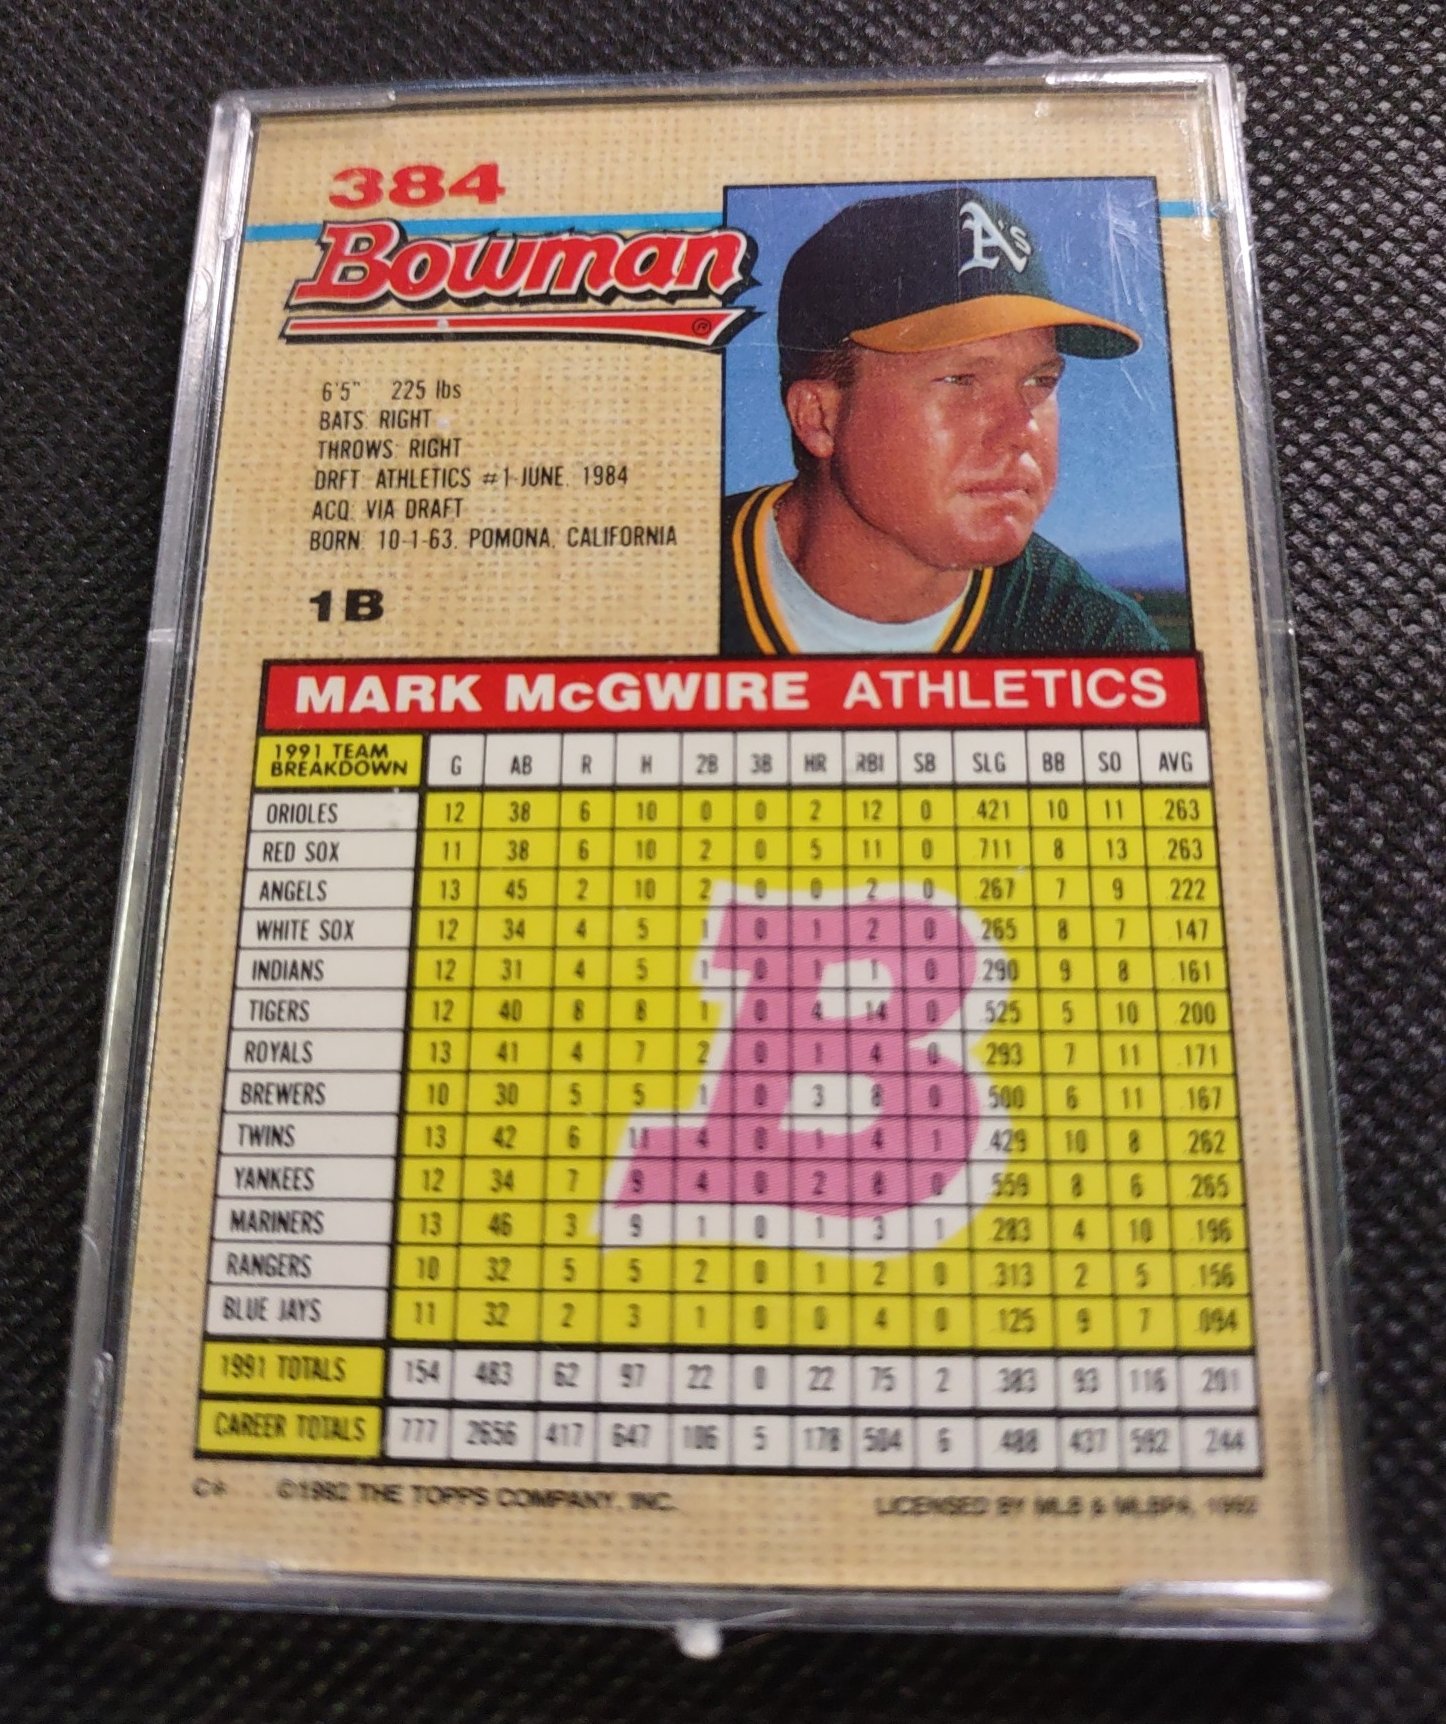 384
Bowman
®
A's
6'5" 225 lbs
BATS: RIGHT
THROWS: RIGHT
DRFT: ATHLETICS #1-JUNE, 1984
ACQ: VIA DRAFT
BORN: 10-1-63, POMONA, CALIFORNIA
1B
MARK McGWIRE ATHLETICS
1991 TEAM BREAKDOWN G AB R H 2B 3B HR RBI SB SLG BB SO AVG
ORIOLES 12 38 6 10 0 0 2 12 0 .421 10 11 .263
RED SOX 11 38 6 10 2 0 5 11 0 .711 8 13 .263
ANGELS 13 45 2 10 2 0 0 2 0 .267 7 9 .222
WHITE SOX 12 34 4 5 1 0 1 2 0 .265 8 7 .147
INDIANS 12 31 4 5 1 0 1 1 0 .290 9 8 .161
TIGERS 12 40 8 8 1 0 4 14 0 .525 5 10 .200
ROYALS 13 41 4 7 2 0 1 4 0 .293 7 11 .171
BREWERS 10 30 5 5 1 0 3 8 0 .500 6 11 .167
TWINS 13 42 6 11 4 0 1 4 1 .429 10 8 .262
YANKEES 12 34 7 9 4 0 2 8 0 .559 8 6 .265
MARINERS 13 46 3 9 1 0 1 3 1 .283 4 10 .196
RANGERS 10 32 5 5 2 0 1 2 0 .313 2 5 .156
BLUE JAYS 11 32 2 3 1 0 0 4 0 .125 9 7 .094
1991 TOTALS 154 483 62 97 22 0 22 75 2 .383 93 116 .201
CAREER TOTALS 777 2656 417 647 106 5 178 504 6 .488 437 592 .244
B
C* ©1992 THE TOPPS COMPANY, INC.
LICENSED BY MLB & MLBPA, 1992